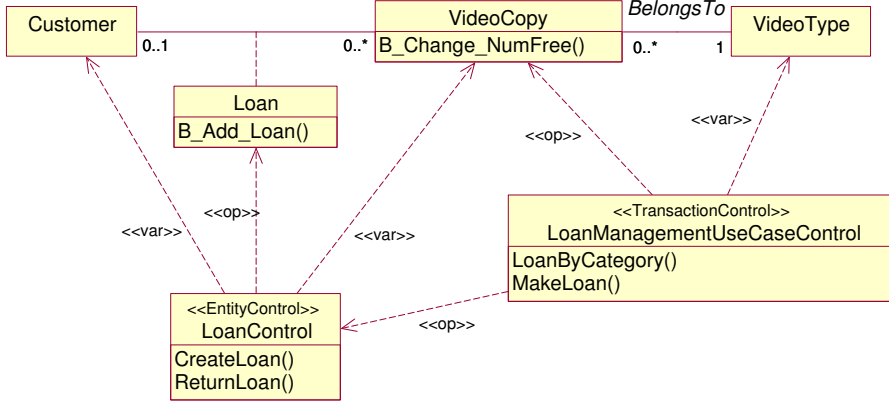 BelongsTo
Customer
VideoCopy
VideoType
0..1
0..*
B_Change_NumFree()
0..*
1
Loan
B_Add_Loan()
<<var>>
<<op>>
<<op>>
<<var>>
<<var>>
<<TransactionControl>>
LoanManagementUseCaseControl
LoanByCategory()
MakeLoan()
<<EntityControl>>
LoanControl
<<op>>
CreateLoan()
ReturnLoan()